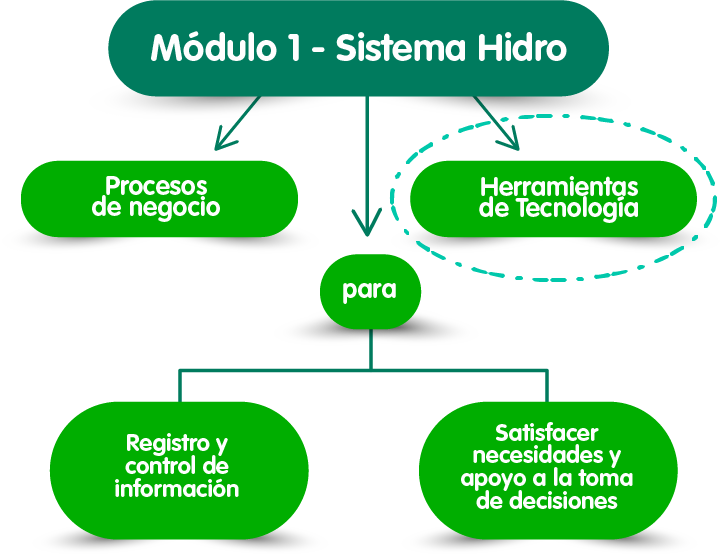 Módulo 1 - Sistema Hidro
Procesos
de negocio
Herramientas
de Tecnología
para
Registro y
control de
información
Satisfacer
necesidades y
apoyo a la toma
de decisiones